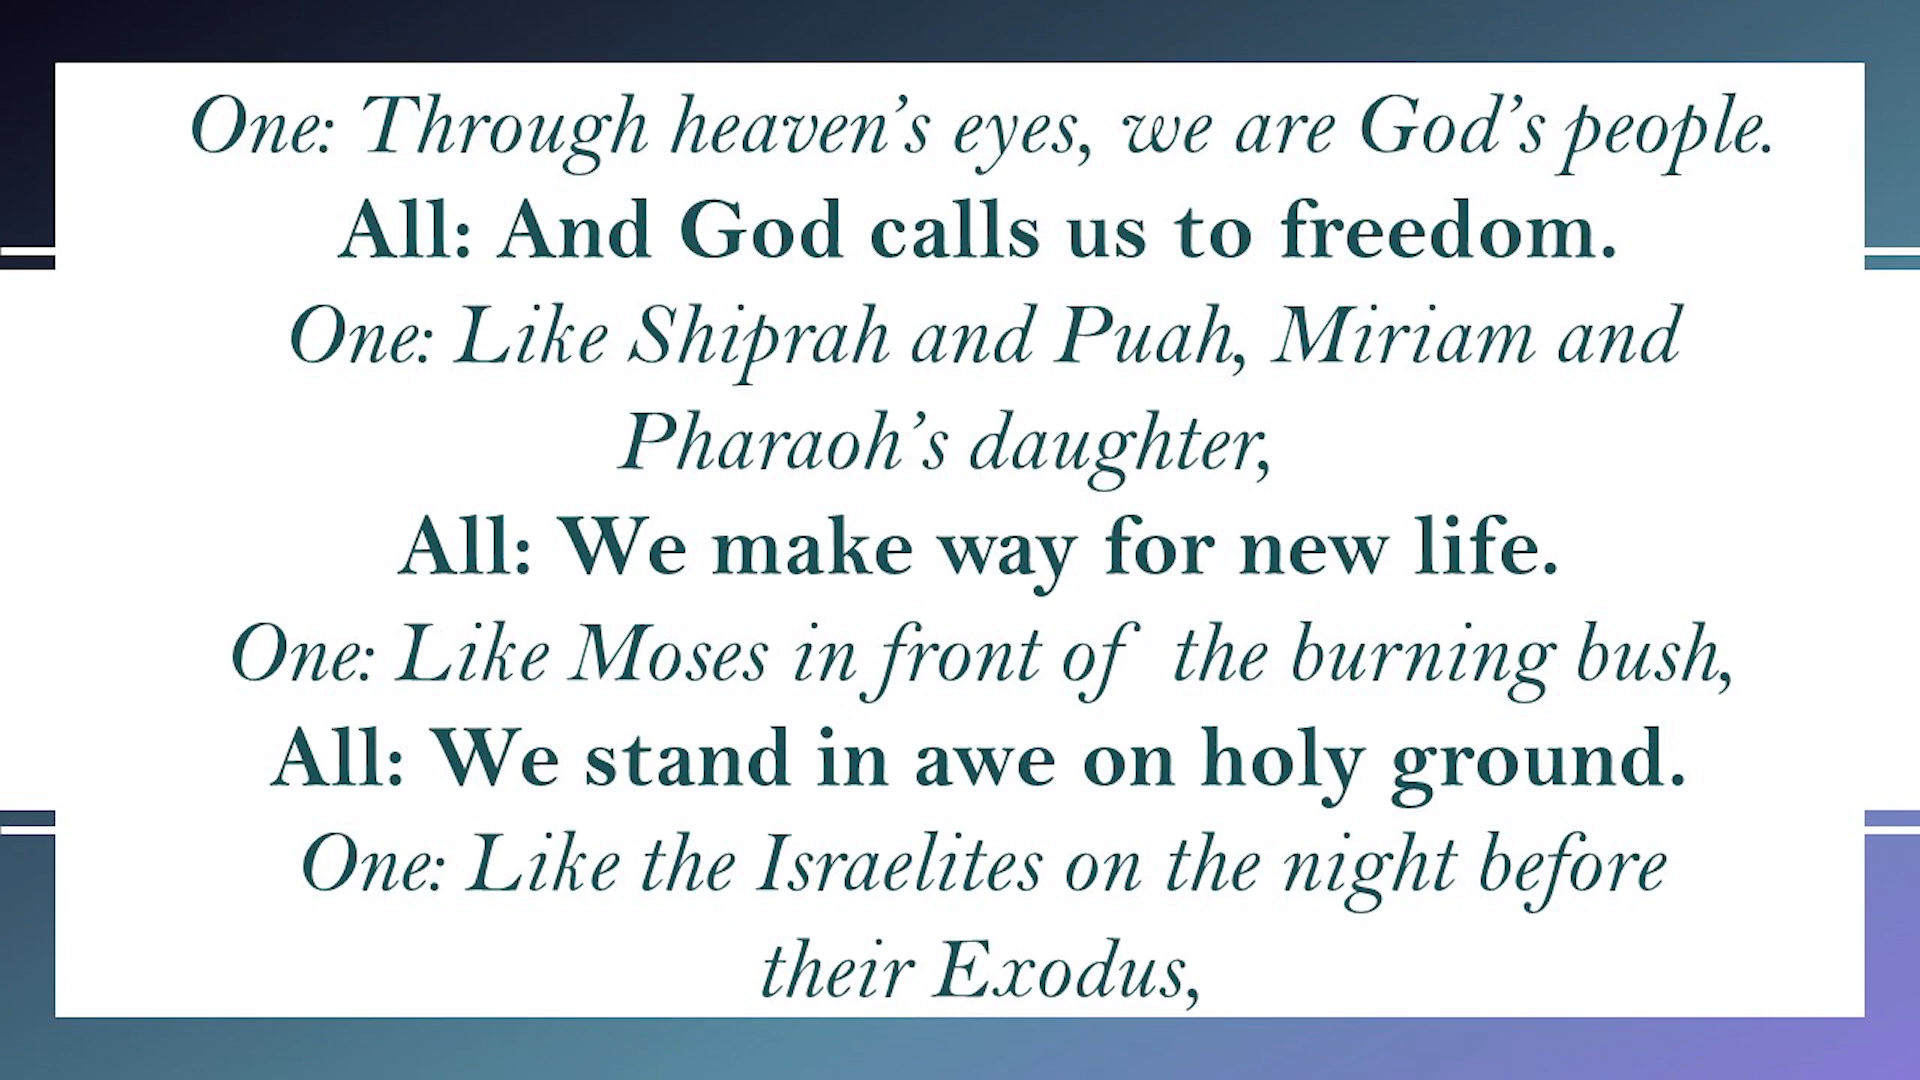 One: Through heaven’s eyes, we are God’s people.
All: And God calls us to freedom.
One: Like Shiprah and Puah, Miriam and
Pharaoh’s daughter,
All: We make way for new life.
One: Like Moses in front of  the burning bush,
All: We stand in awe on holy ground.
One: Like the Israelites on the night before
their Exodus,